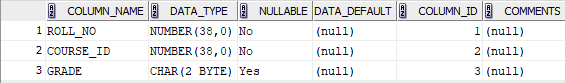 COLUMN_NAME DATA_TYPE NULLABLE DATA_DEFAULT COLUMN_ID COMMENTS
1 ROLL_NO NUMBER(38,0) No (null) 1 (null)
2 COURSE_ID NUMBER(38,0) No (null) 2 (null)
3 GRADE CHAR(2 BYTE) Yes (null) 3 (null)